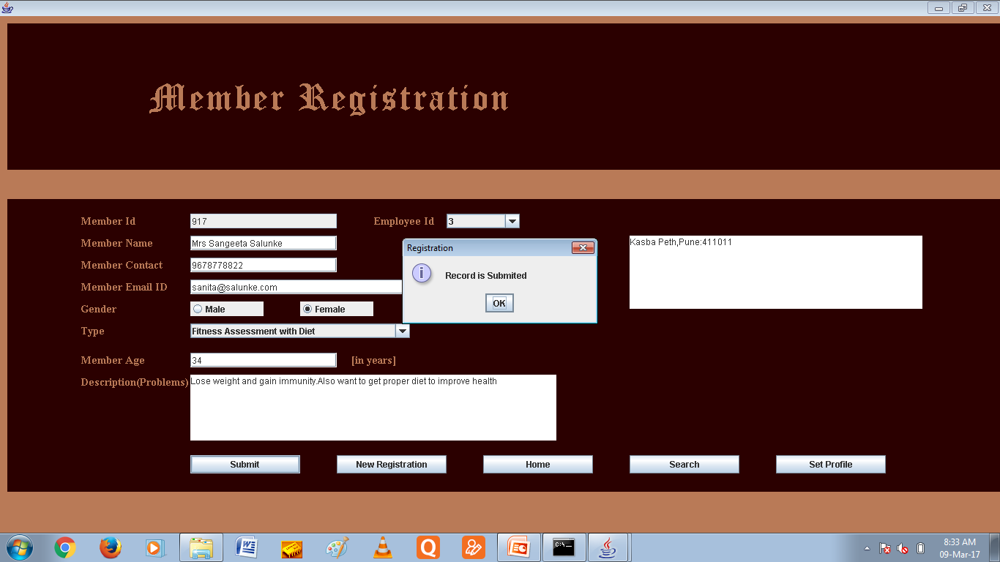 Member Registration
Member Id 917 Employee Id 3
Member Name Mrs Sangeeta Salunke
Member Contact 9678778822
Member Email ID sanita@salunke.com
Gender Male Female
Type Fitness Assessment with Diet
Member Age 34 [in years]
Description(Problems) Lose weight and gain immunity.Also want to get proper diet to improve health
Kasba Peth,Pune:411011
Registration
Record is Submited
OK
Submit New Registration Home Search Set Profile
C:\._
8:33 AM
09-Mar-17